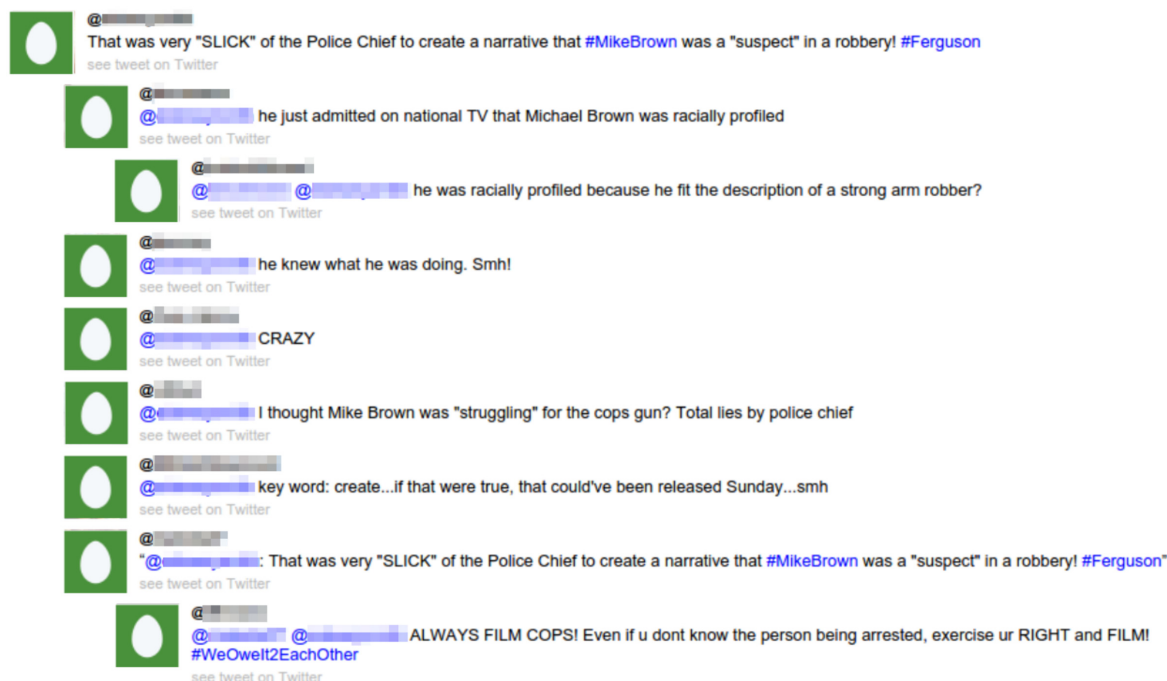 @
That was very "SLICK" of the Police Chief to create a narrative that #MikeBrown was a "suspect" in a robbery! #Ferguson
see tweet on Twitter
@
@ he just admitted on national TV that Michael Brown was racially profiled
see tweet on Twitter
@
@ @ he was racially profiled because he fit the description of a strong arm robber?
see tweet on Twitter
@
@ he knew what he was doing. Smh!
see tweet on Twitter
@
@ CRAZY
see tweet on Twitter
@
@ I thought Mike Brown was "struggling" for the cops gun? Total lies by police chief
see tweet on Twitter
@
@ key word: create...if that were true, that could've been released Sunday...smh
see tweet on Twitter
@
“@: That was very "SLICK" of the Police Chief to create a narrative that #MikeBrown was a "suspect" in a robbery! #Ferguson”
see tweet on Twitter
@
@ @ ALWAYS FILM COPS! Even if u dont know the person being arrested, exercise ur RIGHT and FILM!
#WeOweIt2EachOther
see tweet on Twitter